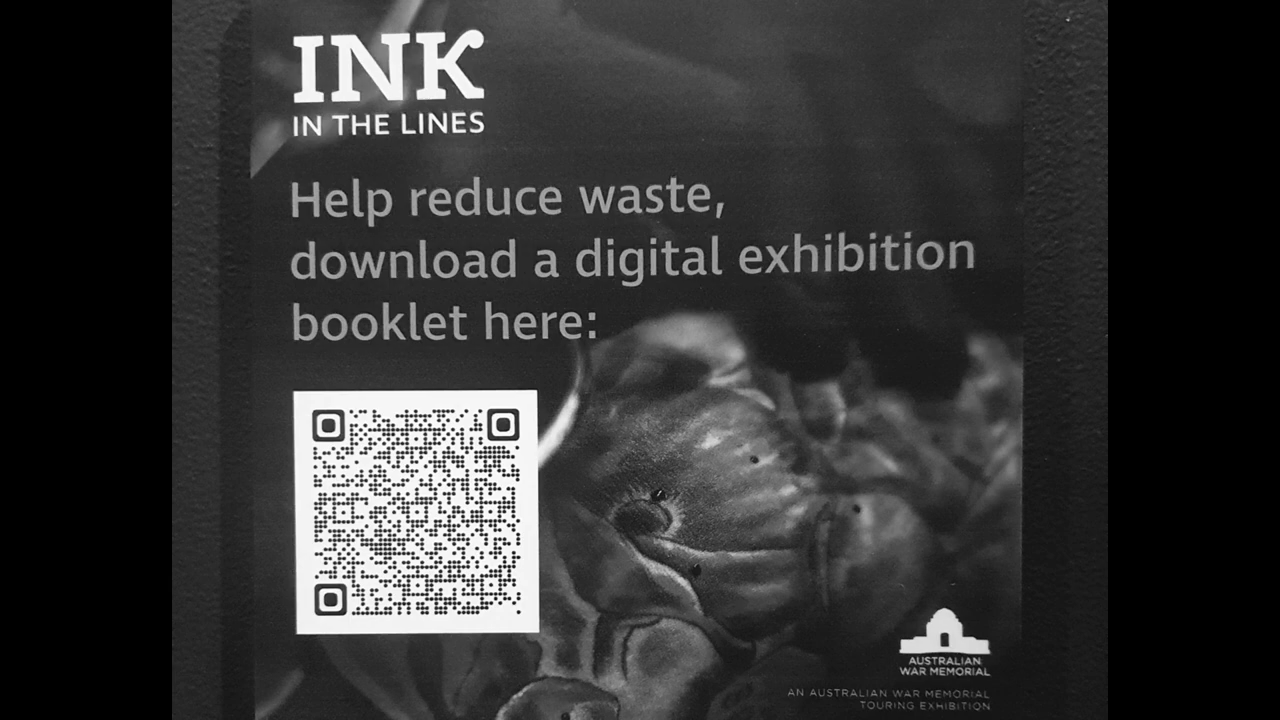 INK
IN THE LINES
Help reduce waste,
download a digital exhibition
booklet here:
AUSTRALIAN
WAR MEMORIAL
AN AUSTRALIAN WAR MEMORIAL
TOURING EXHIBITION